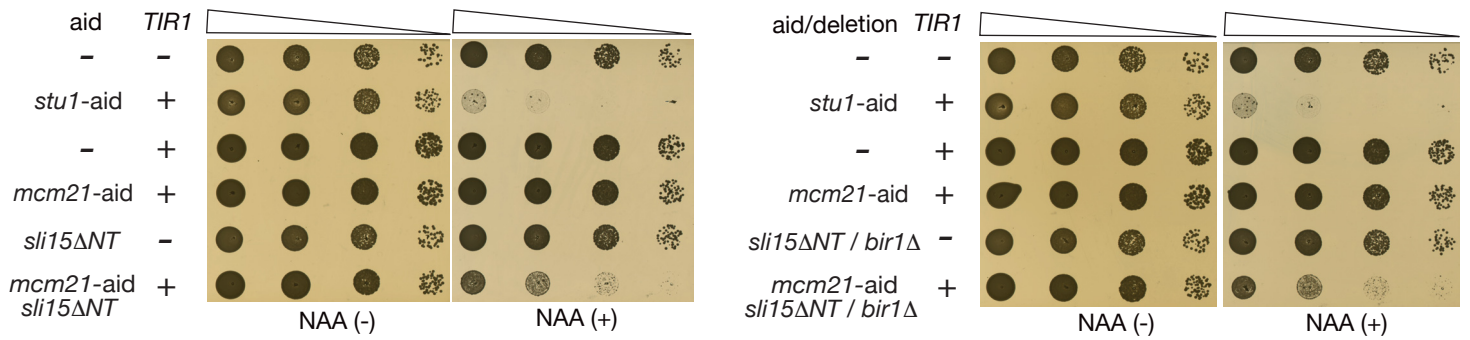 aid TIR1
– –
stu1-aid +
– +
mcm21-aid +
sli15ΔNT –
mcm21-aid +
sli15ΔNT
NAA (-) NAA (+)
aid/deletion TIR1
– –
stu1-aid +
– +
mcm21-aid +
sli15ΔNT / bir1Δ –
mcm21-aid +
sli15ΔNT / bir1Δ
NAA (-) NAA (+)